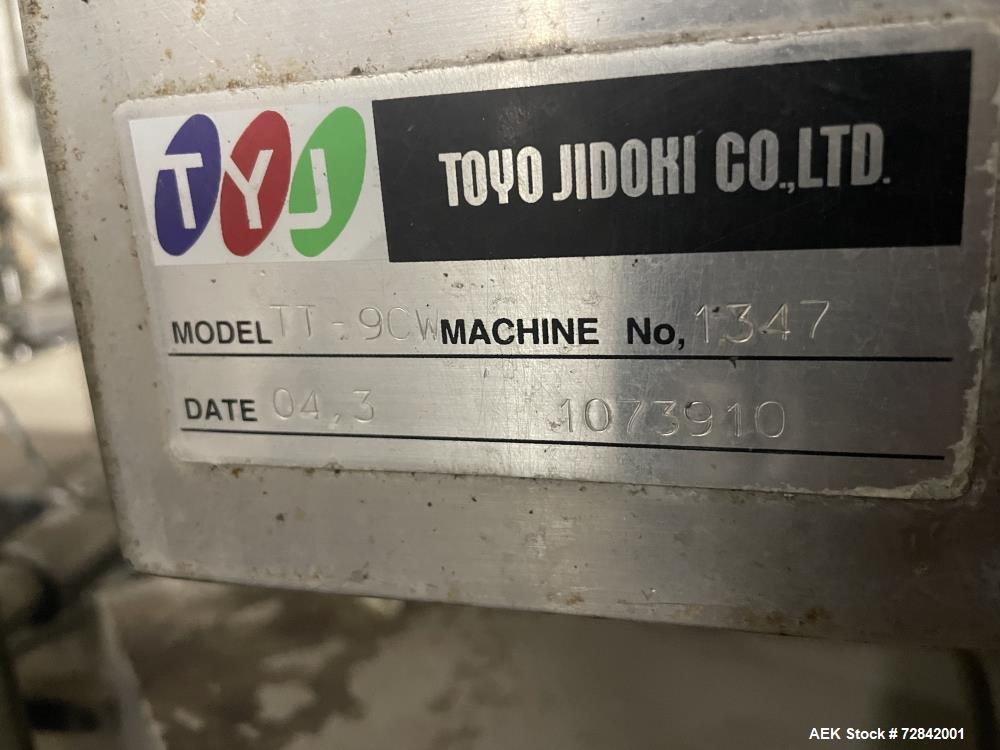 TYJ TOYO JIDOKI CO.,LTD.
MODEL TT-9CW MACHINE No, 1347
DATE 04,3 1073910
AEK Stock # 72842001